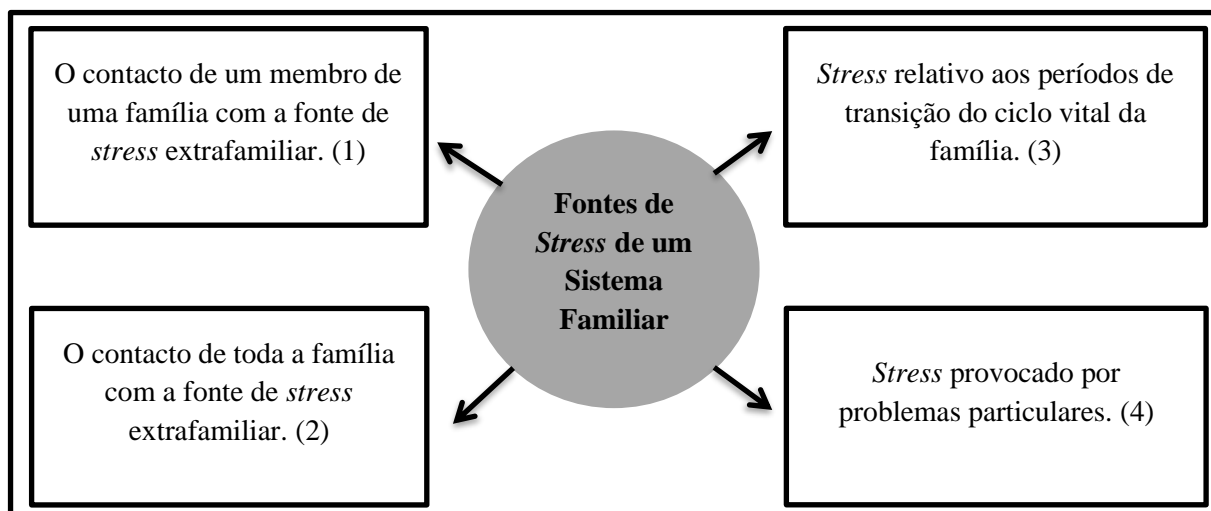 O contacto de um membro de
uma família com a fonte de
stress extrafamiliar. (1)
Stress relativo aos períodos de
transição do ciclo vital da
família. (3)
Fontes de
Stress de um
Sistema
Familiar
O contacto de toda a família
com a fonte de stress
extrafamiliar. (2)
Stress provocado por
problemas particulares. (4)